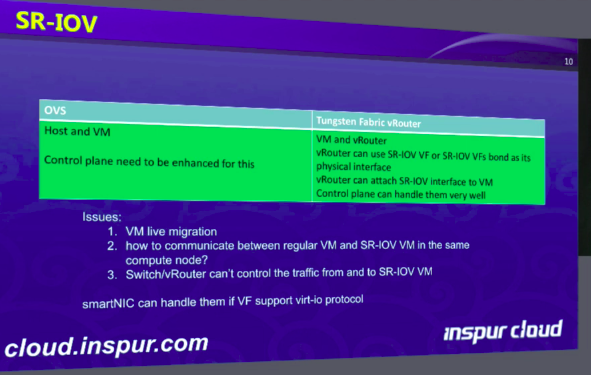 SR-IOV
10
OVS
Tungsten Fabric vRouter
Host and VM
Control plane need to be enhanced for this
VM and vRouter
vRouter can use SR-IOV VF or SR-IOV VFs bond as its
physical interface
vRouter can attach SR-IOV interface to VM
Control plane can handle them very well
Issues:
1. VM live migration
2. how to communicate between regular VM and SR-IOV VM in the same
compute node?
3. Switch/vRouter can't control the traffic from and to SR-IOV VM
smartNIC can handle them if VF support virt-io protocol
cloud.inspur.com
inspur cloud